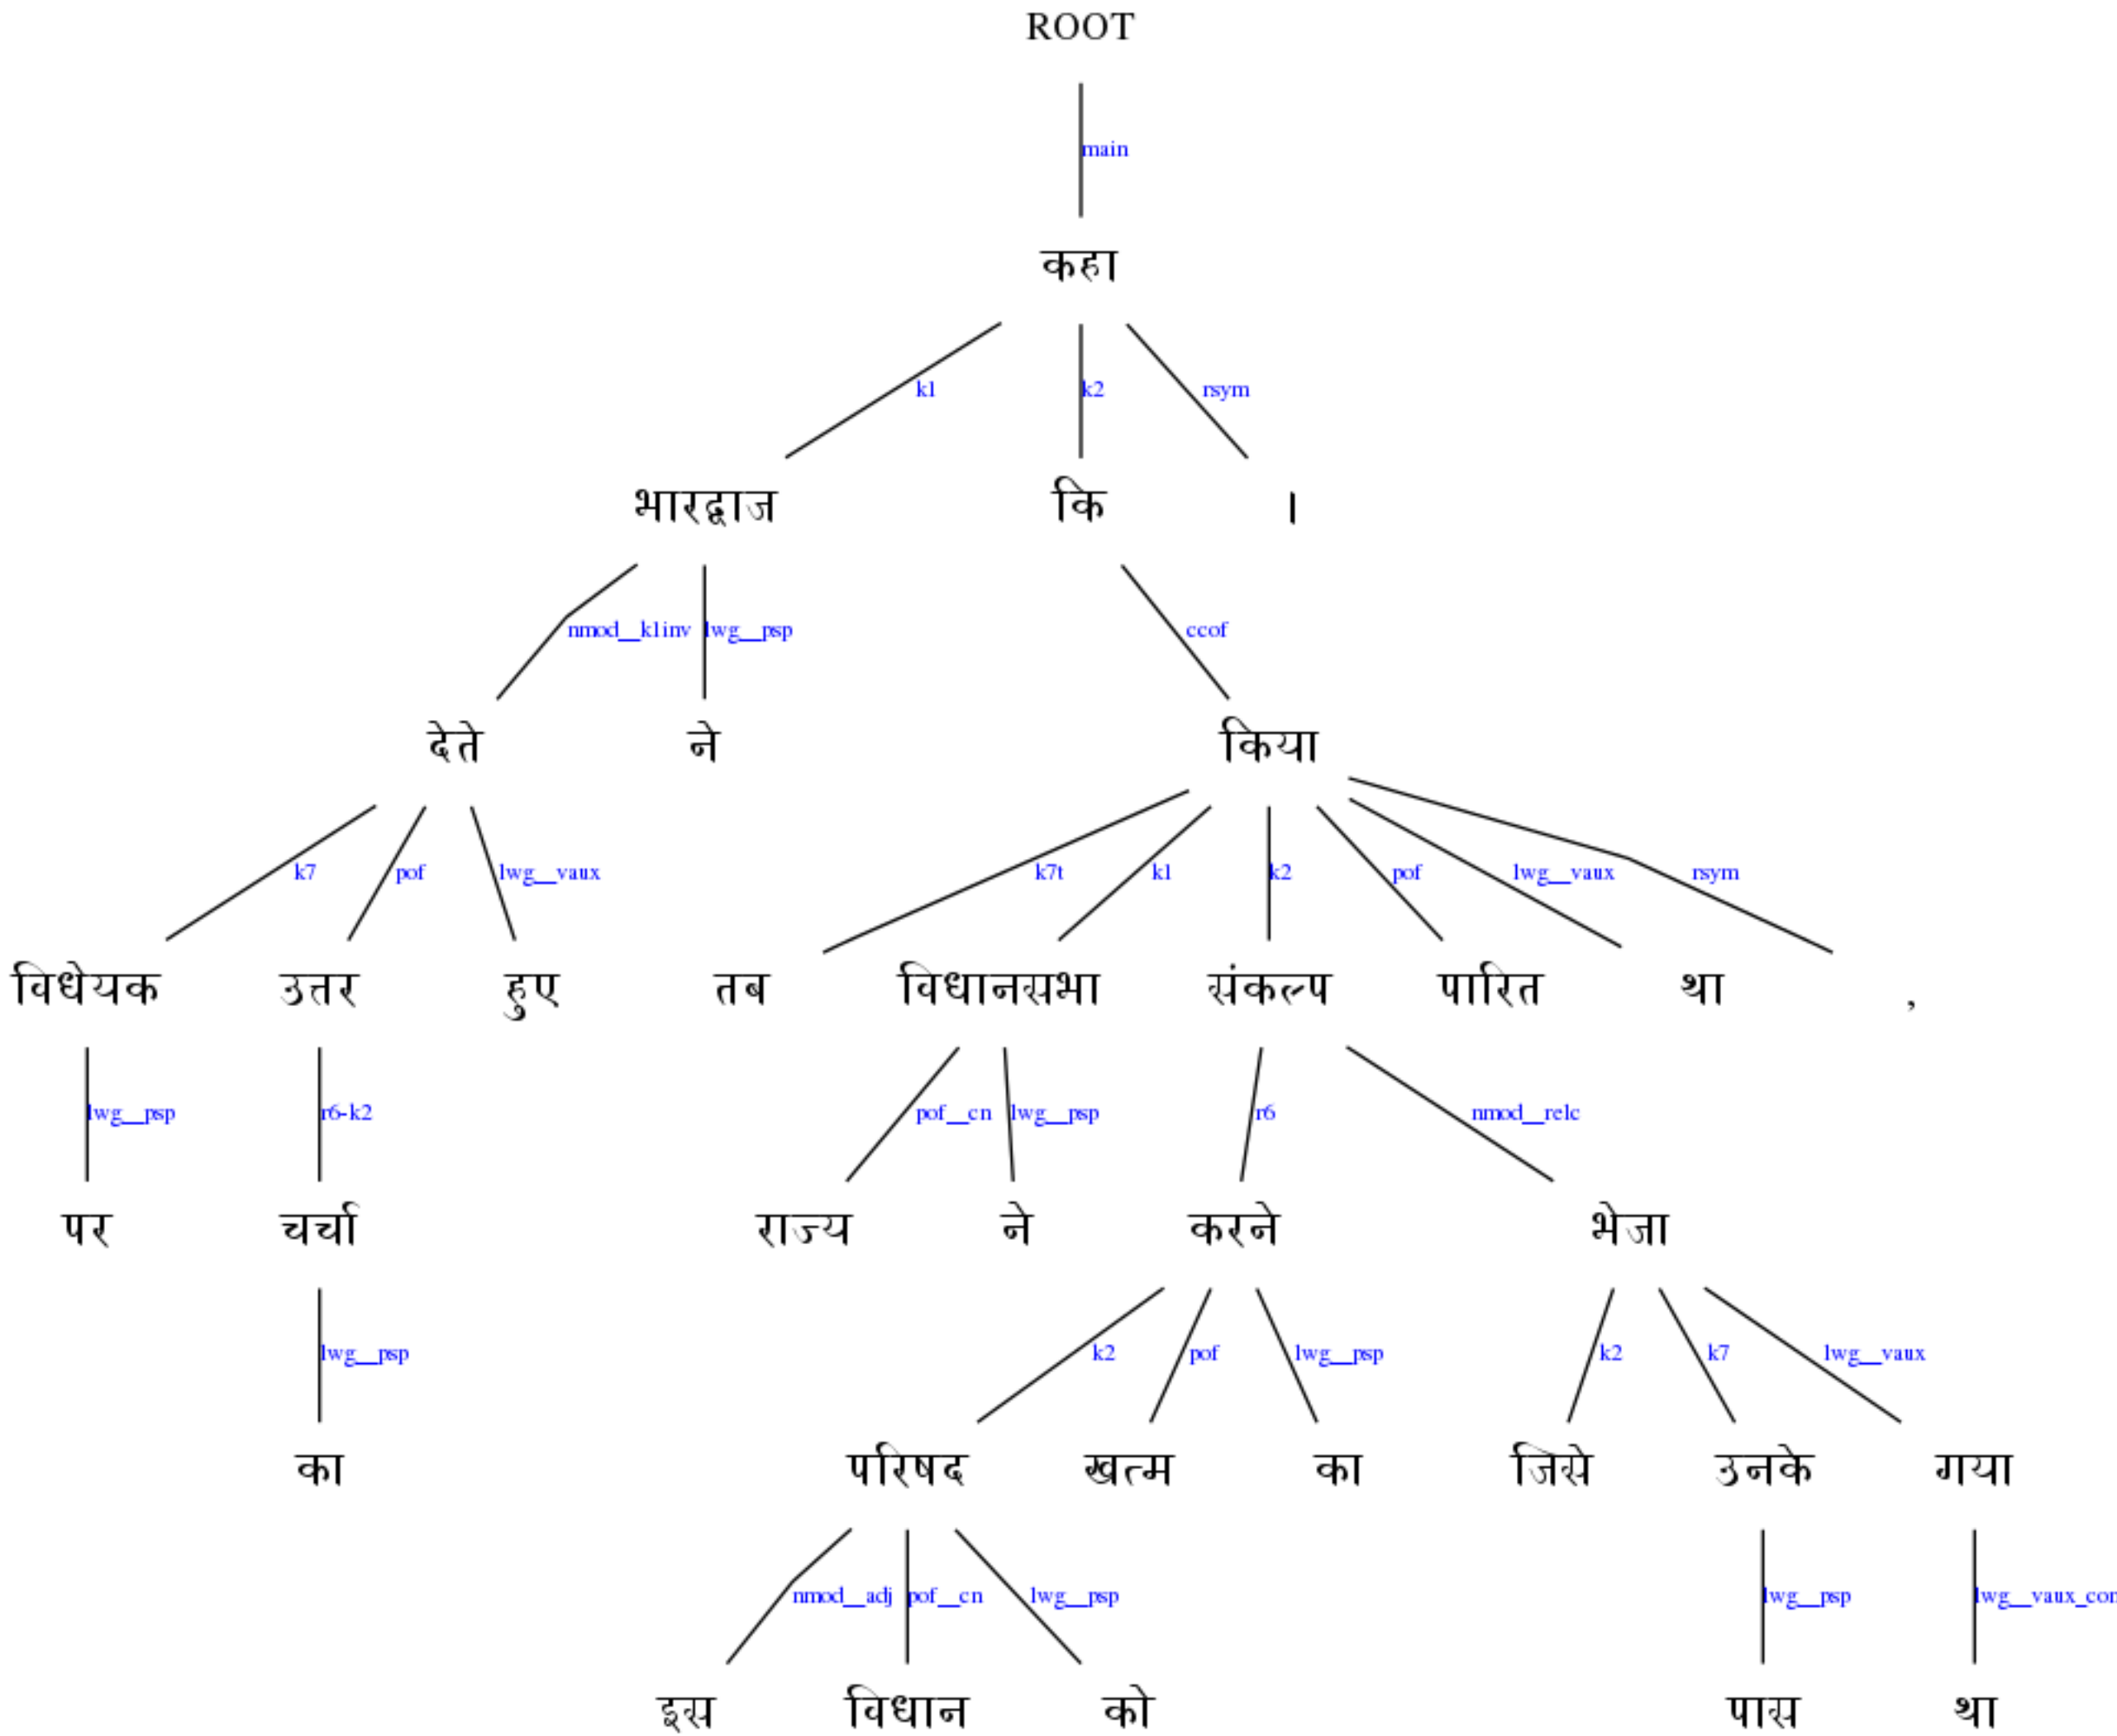 ROOT
main
कहा
k1 k2 rsym
भारद्वाज कि ।
nmod__k1inv lwg__psp ccof
देते ने किया
k7 pof lwg__vaux k7t k1 k2 pof lwg__vaux rsym
विधेयक उत्तर हुए तब विधानसभा संकल्प पारित था ,
lwg__psp r6-k2 pof__cn lwg__psp r6 nmod__relc
पर चर्चा राज्य ने करने भेजा
lwg__psp k2 pof lwg__psp k2 k7 lwg__vaux
का परिषद खत्म का जिसे उनके गया
nmod__adj pof__cn lwg__psp lwg__psp lwg__vaux_con
इस विधान को पास था